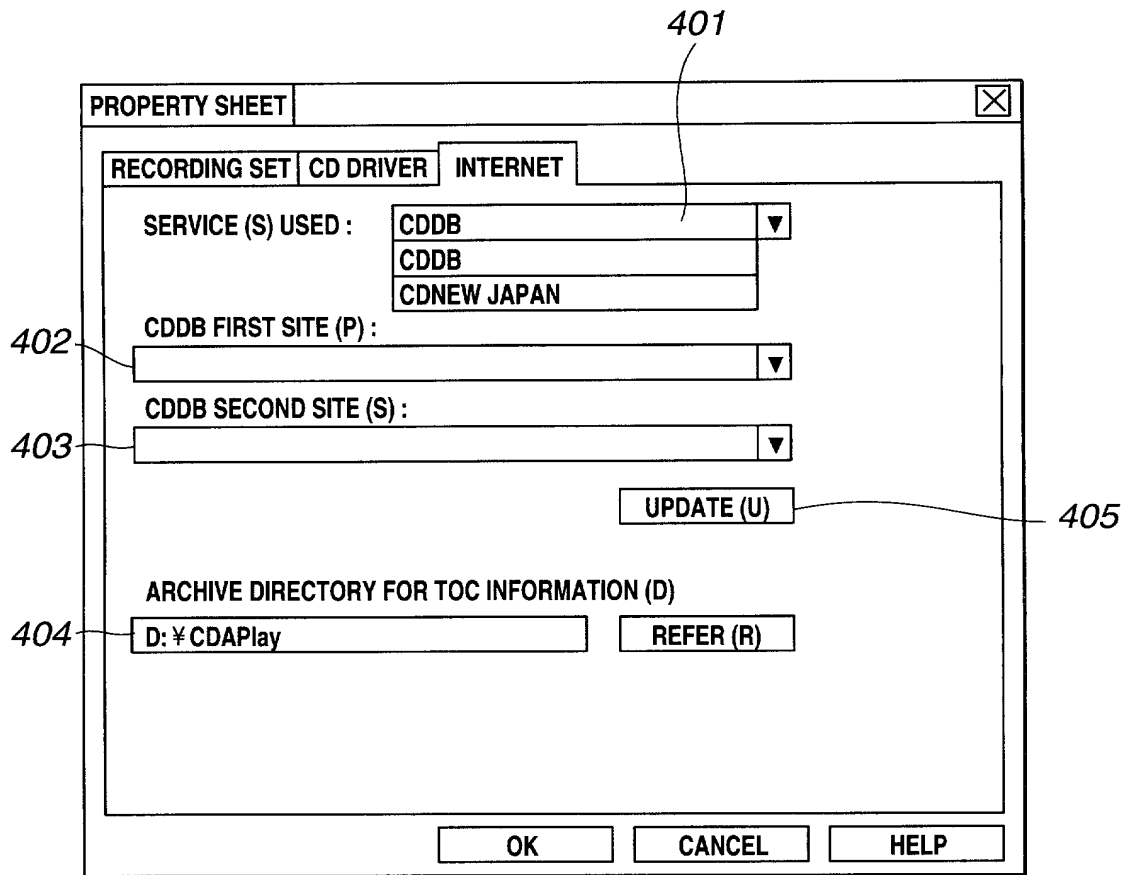 401
PROPERTY SHEET
RECORDING SET CD DRIVER INTERNET
SERVICE (S) USED : CDDB ▼
CDDB
CDNEW JAPAN
CDDB FIRST SITE (P) :
402 ▼
CDDB SECOND SITE (S) :
403 ▼
UPDATE (U) 405
ARCHIVE DIRECTORY FOR TOC INFORMATION (D)
404 D: ¥ CDAPlay REFER (R)
OK CANCEL HELP